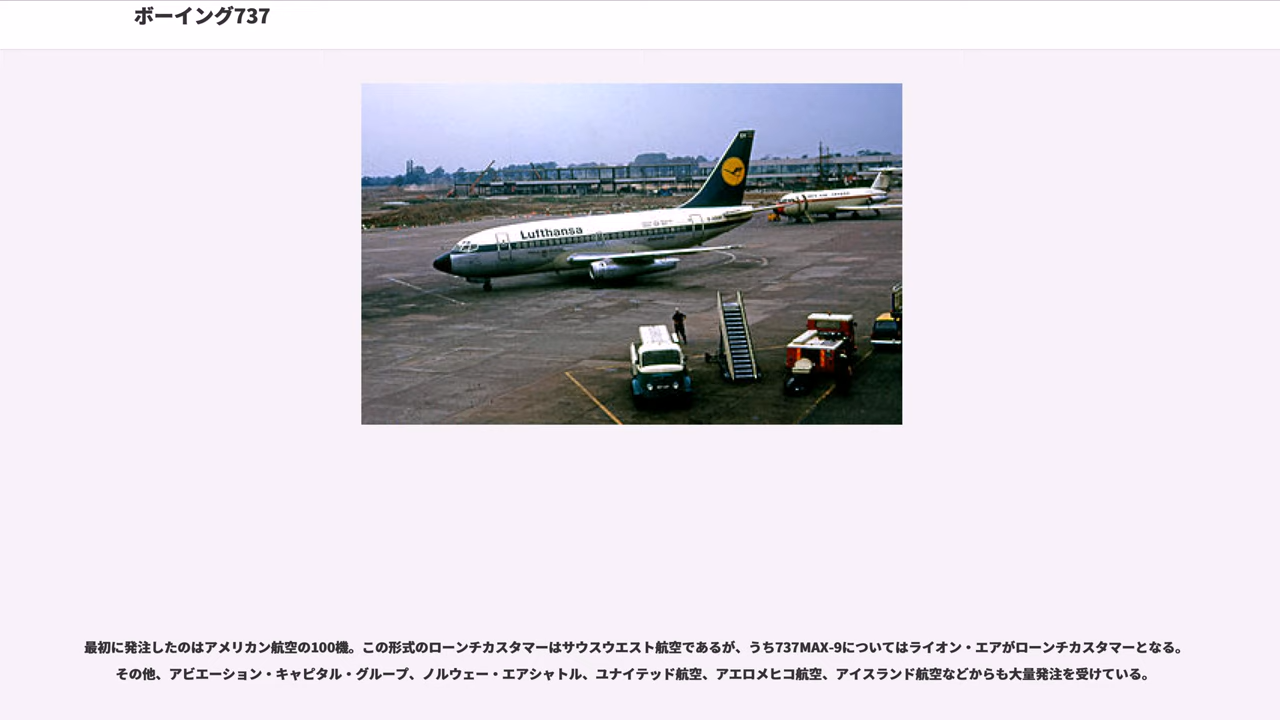 ボーイング737
Lufthansa
最初に発注したのはアメリカン航空の100機。この形式のローンチカスタマーはサウスウエスト航空であるが、うち737MAX-9についてはライオン・エアがローンチカスタマーとなる。
その他、アビエーション・キャピタル・グループ、ノルウェー・エアシャトル、ユナイテッド航空、アエロメヒコ航空、アイスランド航空などからも大量発注を受けている。